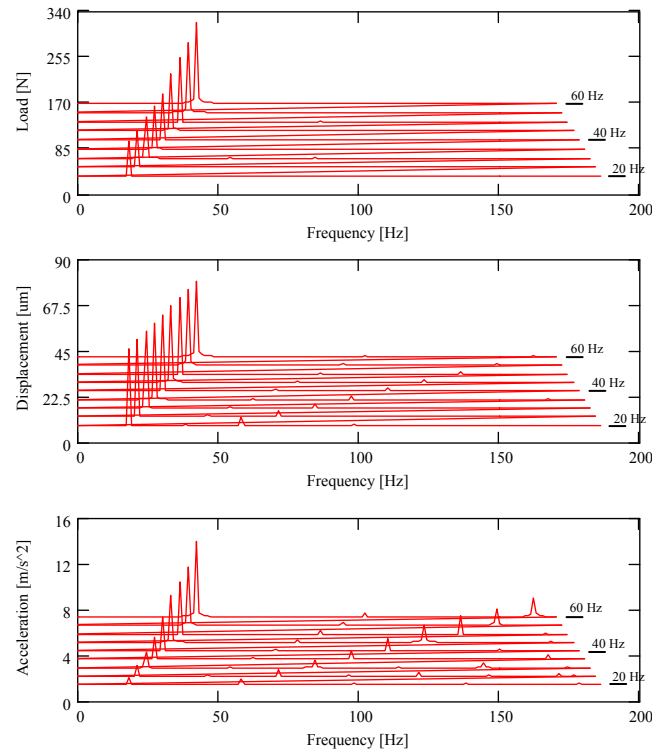 340
255
170
85
0
Load [N]
60 Hz
40 Hz
20 Hz
0 50 100 150 200
Frequency [Hz]
90
67.5
45
22.5
0
Displacement [um]
60 Hz
40 Hz
20 Hz
0 50 100 150 200
Frequency [Hz]
16
12
8
4
0
Acceleration [m/s^2]
60 Hz
40 Hz
20 Hz
0 50 100 150 200
Frequency [Hz]